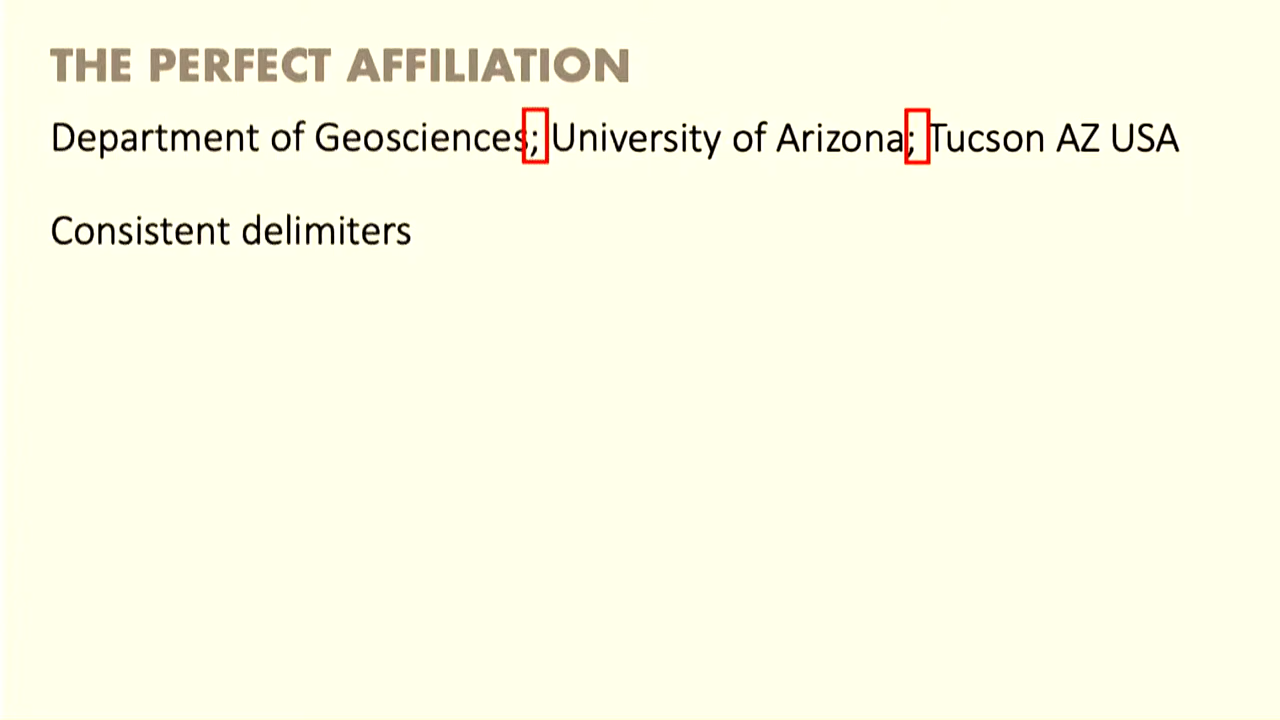 THE PERFECT AFFILIATION
Department of Geosciences; University of Arizona; Tucson AZ USA
Consistent delimiters